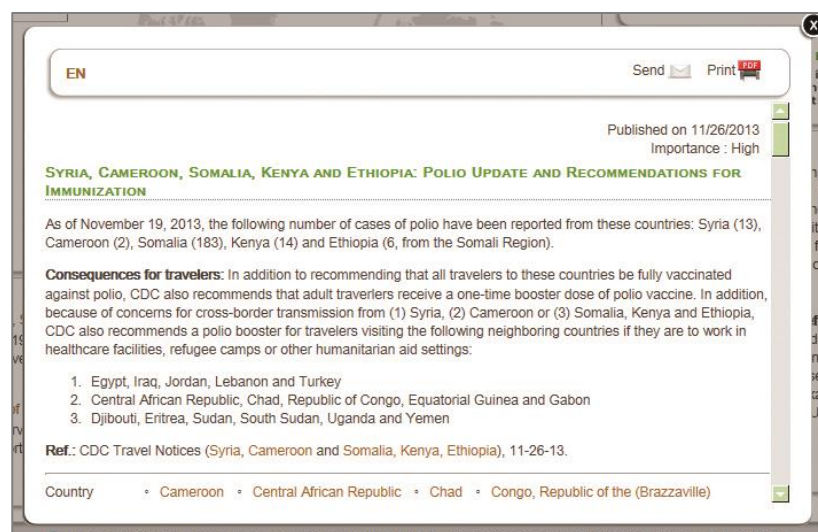 EN
Send
Print PDF
X
Published on 11/26/2013
Importance : High
SYRIA, CAMEROON, SOMALIA, KENYA AND ETHIOPIA: POLIO UPDATE AND RECOMMENDATIONS FOR
IMMUNIZATION
As of November 19, 2013, the following number of cases of polio have been reported from these countries: Syria (13),
Cameroon (2), Somalia (183), Kenya (14) and Ethiopia (6, from the Somali Region).
Consequences for travelers: In addition to recommending that all travelers to these countries be fully vaccinated
against polio, CDC also recommends that adult traverlers receive a one-time booster dose of polio vaccine. In addition,
because of concerns for cross-border transmission from (1) Syria, (2) Cameroon or (3) Somalia, Kenya and Ethiopia,
CDC also recommends a polio booster for travelers visiting the following neighboring countries if they are to work in
healthcare facilities, refugee camps or other humanitarian aid settings:
1. Egypt, Iraq, Jordan, Lebanon and Turkey
2. Central African Republic, Chad, Republic of Congo, Equatorial Guinea and Gabon
3. Djibouti, Eritrea, Sudan, South Sudan, Uganda and Yemen
Ref.: CDC Travel Notices (Syria, Cameroon and Somalia, Kenya, Ethiopia), 11-26-13.
Country ▫ Cameroon ▫ Central African Republic ▫ Chad ▫ Congo, Republic of the (Brazzaville)